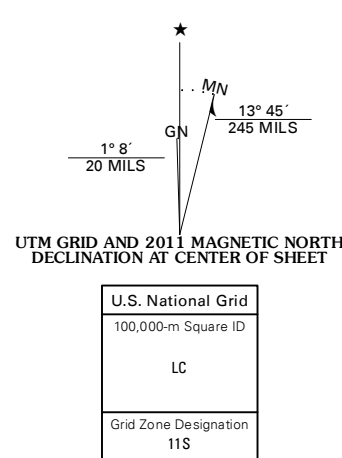 ★
MN
13° 45´
245 MILS
GN
1° 8´
20 MILS
UTM GRID AND 2011 MAGNETIC NORTH
DECLINATION AT CENTER OF SHEET
U.S. National Grid
100,000-m Square ID
LC
Grid Zone Designation
11S